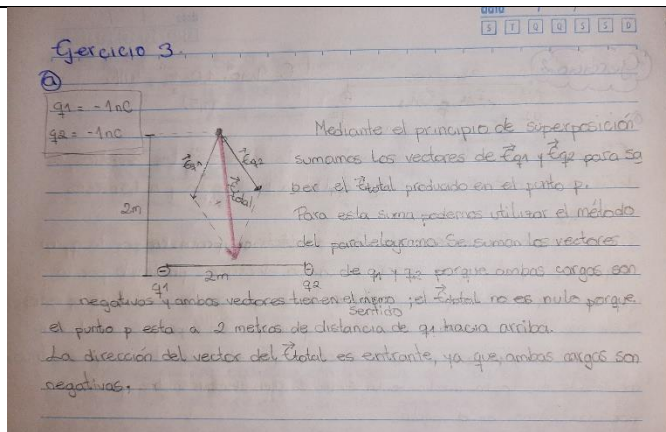 S T Q Q S S D
Ejercicio 3.
a
q1 = -1nC
q2 = -1nC
Mediante el principio de superposición
sumamos los vectores de Eq1 y Eq2 para sa
ber el Etotal producido en el punto p.
Para esta suma podemos utilizar el método
del paralelogramo. Se suman los vectores
de q1 y q2 porque ambas cargas son
negativas y ambos vectores tienen el mismo sentido ; el Etotal no es nulo porque
el punto p esta a 2 metros de distancia de q1 hacia arriba.
La dirección del vector del Etotal es entrante, ya que, ambas cargas son
negativas.
Eq1
Eq2
Etotal
2m
2m
q1
q2